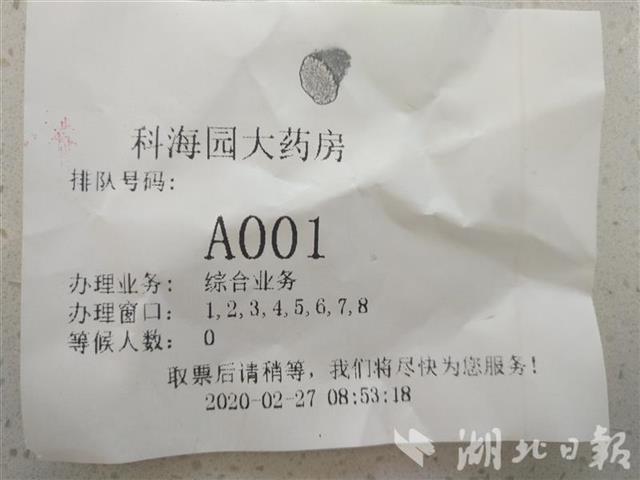 科海园大药房
排队号码:
A001
办理业务: 综合业务
办理窗口: 1,2,3,4,5,6,7,8
等候人数: 0
取票后请稍等,我们将尽快为您服务!
2020-02-27 08:53:18
湖北日報